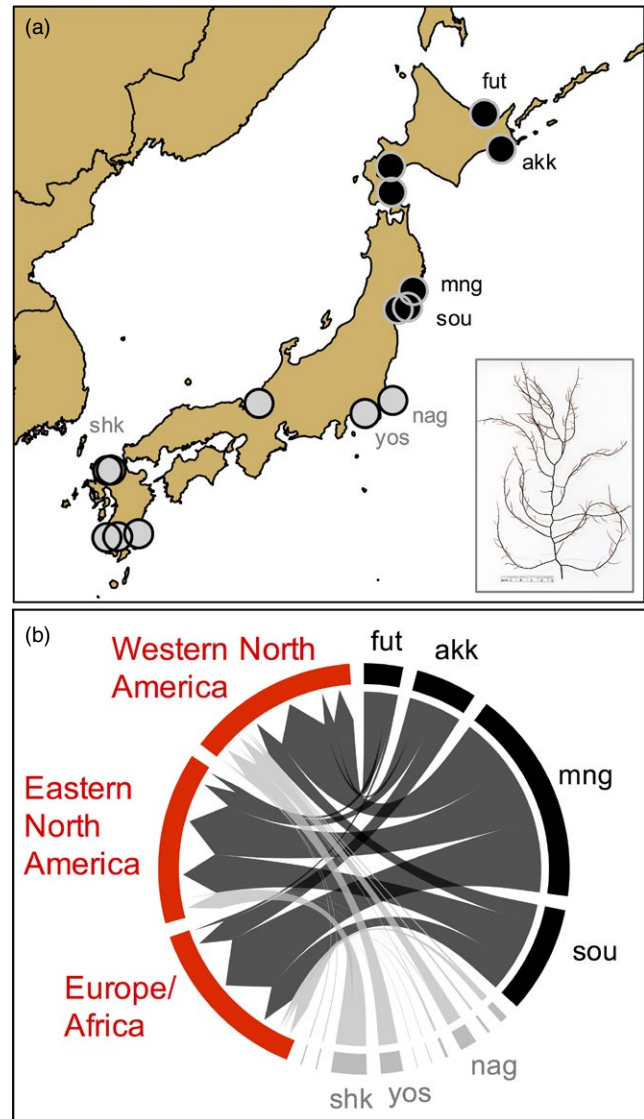 (a)
fut
akk
mng
sou
nag
yos
shk
(b)
Western North
America
fut
akk
mng
Eastern
North
America
sou
Europe/
Africa
shk
yos
nag